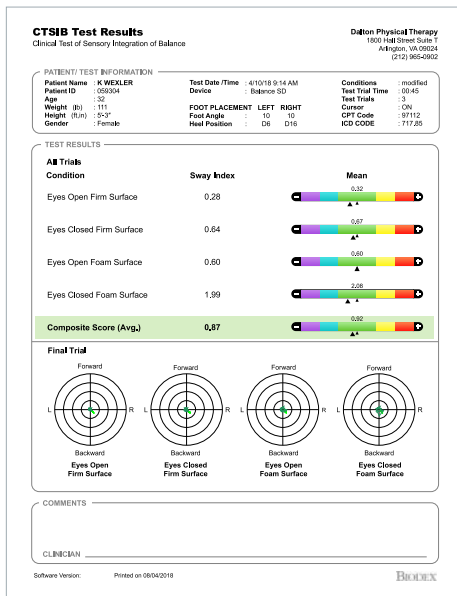 CTSIB Test Results
Clinical Test of Sensory Integration of Balance
Dalton Physical Therapy
1800 Hall Street Suite T
Arlington, VA 09024
(212) 965-0902
PATIENT/ TEST INFORMATION
Patient Name : K WEXLER
Patient ID : 059304
Age : 32
Weight (lb) : 111
Height (ft,in) : 5'-3"
Gender : Female
Test Date /Time : 4/10/18 9:14 AM
Device : Balance SD
FOOT PLACEMENT LEFT RIGHT
Foot Angle : 10 10
Heel Position : D6 D16
Conditions : modified
Test Trial Time : 00:45
Test Trials : 3
Cursor : ON
CPT Code : 97112
ICD CODE : 717.85
TEST RESULTS
All Trials
Condition Sway Index Mean
Eyes Open Firm Surface 0.28 0.32
Eyes Closed Firm Surface 0.64 0.67
Eyes Open Foam Surface 0.60 0.60
Eyes Closed Foam Surface 1.99 2.08
Composite Score (Avg.) 0.87 0.92
Final Trial
Forward Forward Forward Forward
L R L R L R L R
Backward Backward Backward Backward
Eyes Open Eyes Closed Eyes Open Eyes Closed
Firm Surface Firm Surface Foam Surface Foam Surface
COMMENTS
CLINICIAN
Software Version: Printed on 08/04/2018
BIODEX